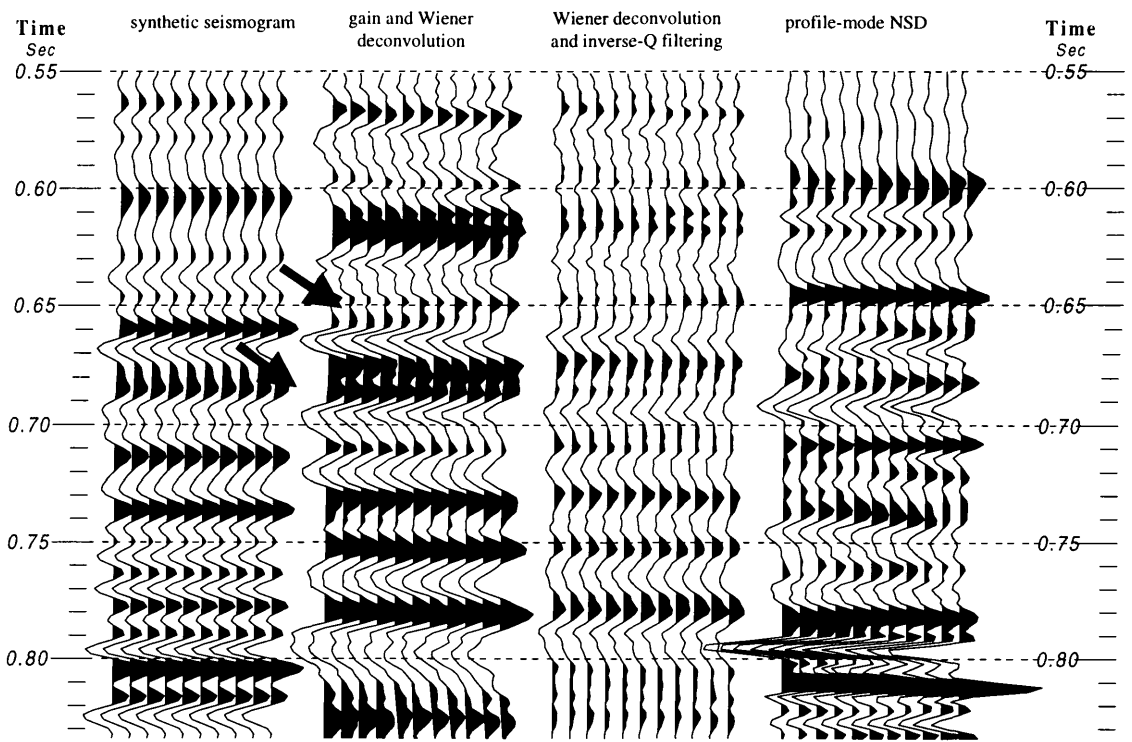 Time
Sec
synthetic seismogram
gain and Wiener
deconvolution
Wiener deconvolution
and inverse-Q filtering
profile-mode NSD
Time
Sec
0.55
0.55
0.60
0.60
0.65
0.65
0.70
0.70
0.75
0.75
0.80
0.80